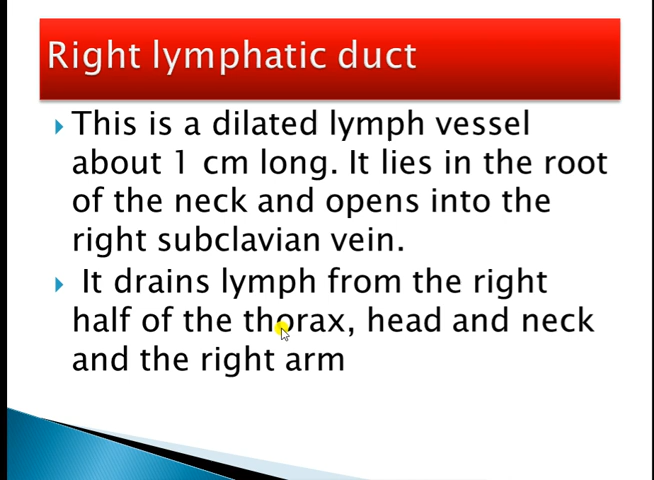 Right lymphatic duct
This is a dilated lymph vessel
about 1 cm long. It lies in the root
of the neck and opens into the
right subclavian vein.
It drains lymph from the right
half of the thorax, head and neck
and the right arm